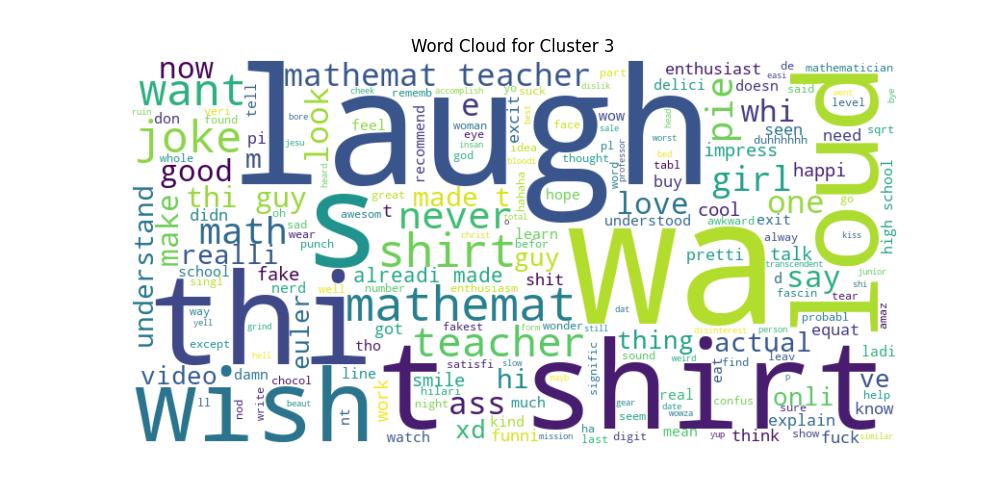 Word Cloud for Cluster 3
now
mathemat teacher
enthusiast
de
mathematician
part
easi
want
tell
rememb
cheek
yo
accomplish
suck
dislik
delici
doesn
said
went
level
bye
laugh
loud
ruin
veri
found
look
bore
e
excit
best
wow
sale
head
pie
whi
seen
joke
don
pi
feel
recommend
woman
eye
insan
god
face
idea
pl
worst
duhnhnhh
need
sqrt
whole
jesu
bloodi
thought
word
professor
bed
tabl
impress
good
m
heard
hahaha
buy
girl
happi
high school
understand
make
thi guy
great
made t
hope
love
cool
one
go
didn
oh
awesom
t
never
total
understood
awkward
exit
math
sad
wear
s
shirt
christ
learn
befor
guy
wa
alway
kiss
realli
punch
pretti
talk
transcendent
school
fake
alreadi made
shit
d
say
junior
shi
singl
nerd
well
number
enthusiasm
fascin
tear
amaz
thi
euler
mathemat
dat
probabl
way
yell
grind
got
fakest
form
wonder
still
disinterest
person
equat
except
tho
teacher
thing
actual
ladi
hell
satisfi
slow
sound
weird
find
leav
video
damn
chocol
line
smile
hi
mayb
signific
eat
p
ve
wish
t shirt
ll
nod
write
beaut
nt
work
hilari
night
ass
much
gear
real
date
confus
onli
sure
help
know
xd
kind
funni
mission
ha
last
seem
wowza
explain
watch
digit
mean
yup
think
show
fuck
similar